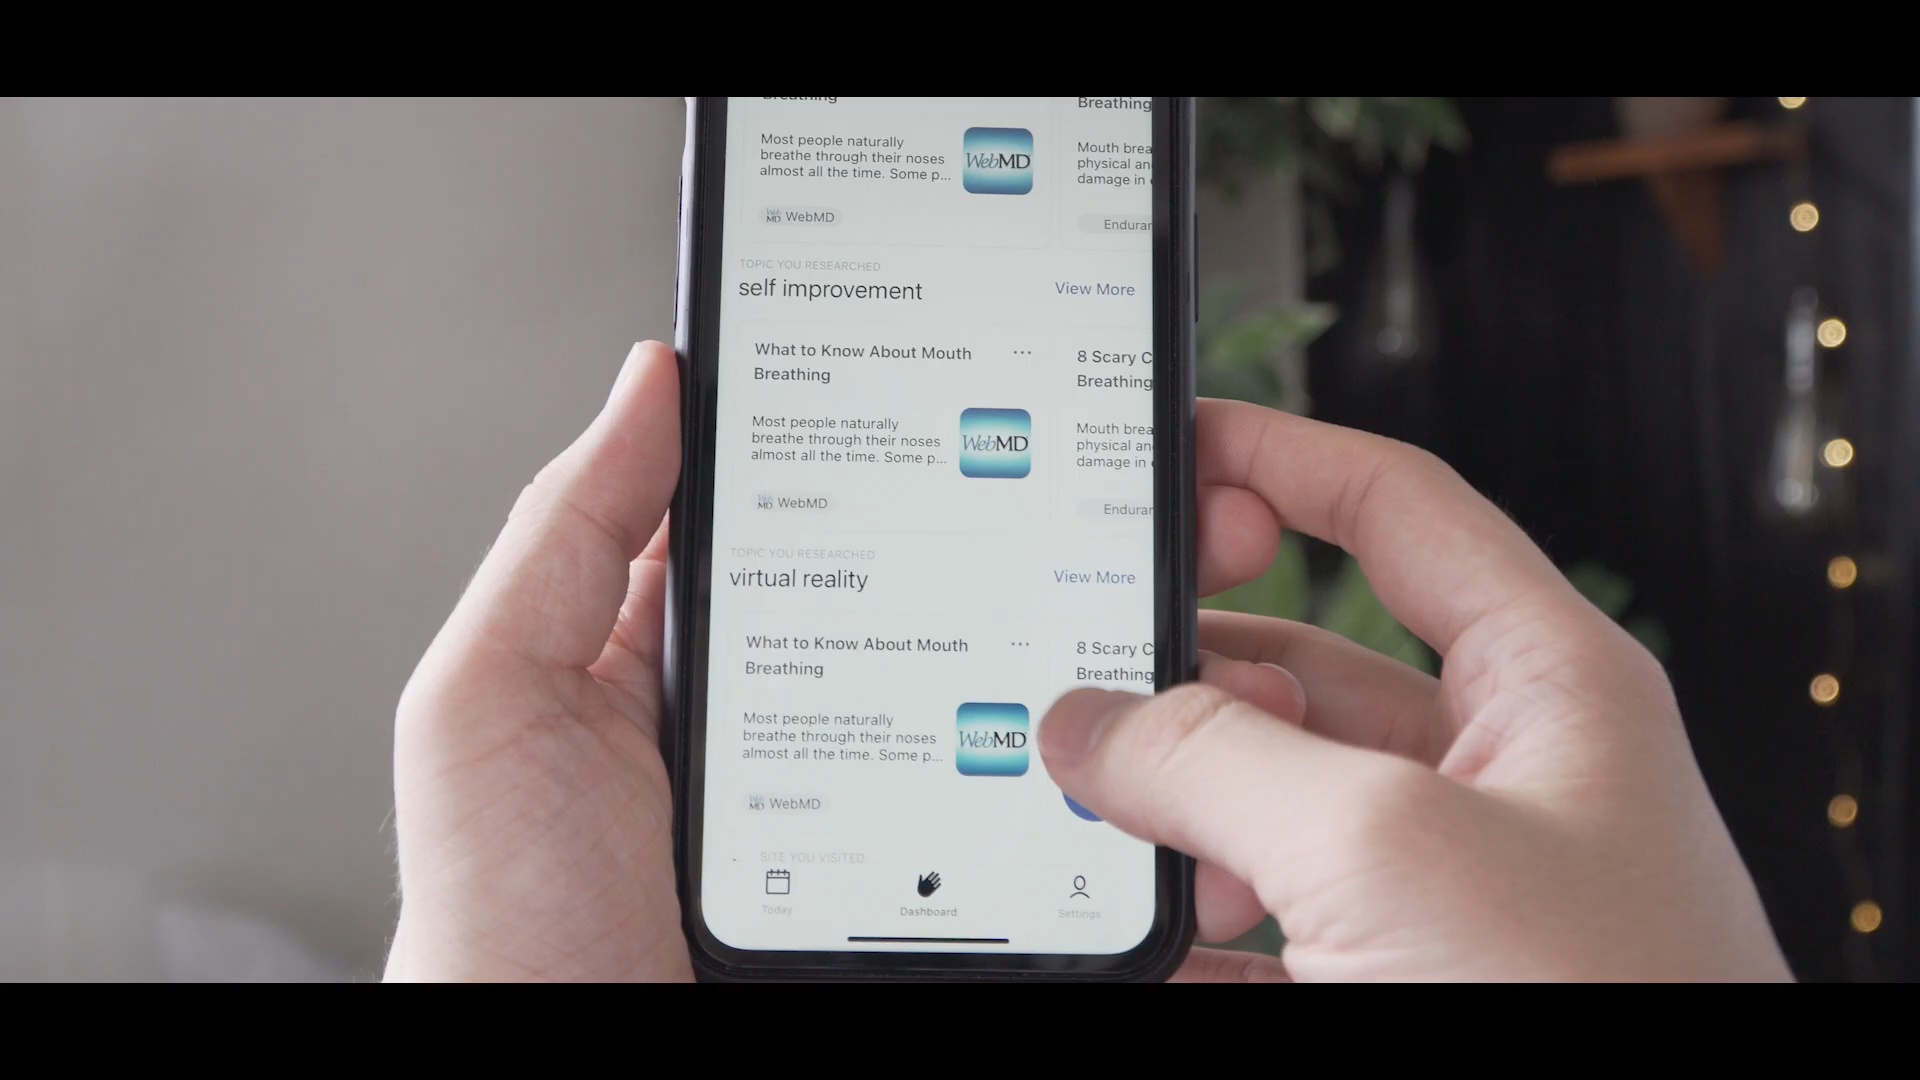 Breathing
Most people naturally
breathe through their noses
almost all the time. Some p...
WebMD
WebMD
Breathing
Mouth brea
physical an
damage in
Enduran
TOPIC YOU RESEARCHED
self improvement
View More
What to Know About Mouth
Breathing
Most people naturally
breathe through their noses
almost all the time. Some p...
WebMD
WebMD
8 Scary C
Breathing
Mouth brea
physical an
damage in
Enduran
TOPIC YOU RESEARCHED
virtual reality
View More
What to Know About Mouth
Breathing
Most people naturally
breathe through their noses
almost all the time. Some p...
WebMD
WebMD
8 Scary C
Breathing
SITE YOU VISITED
Today
Dashboard
Settings